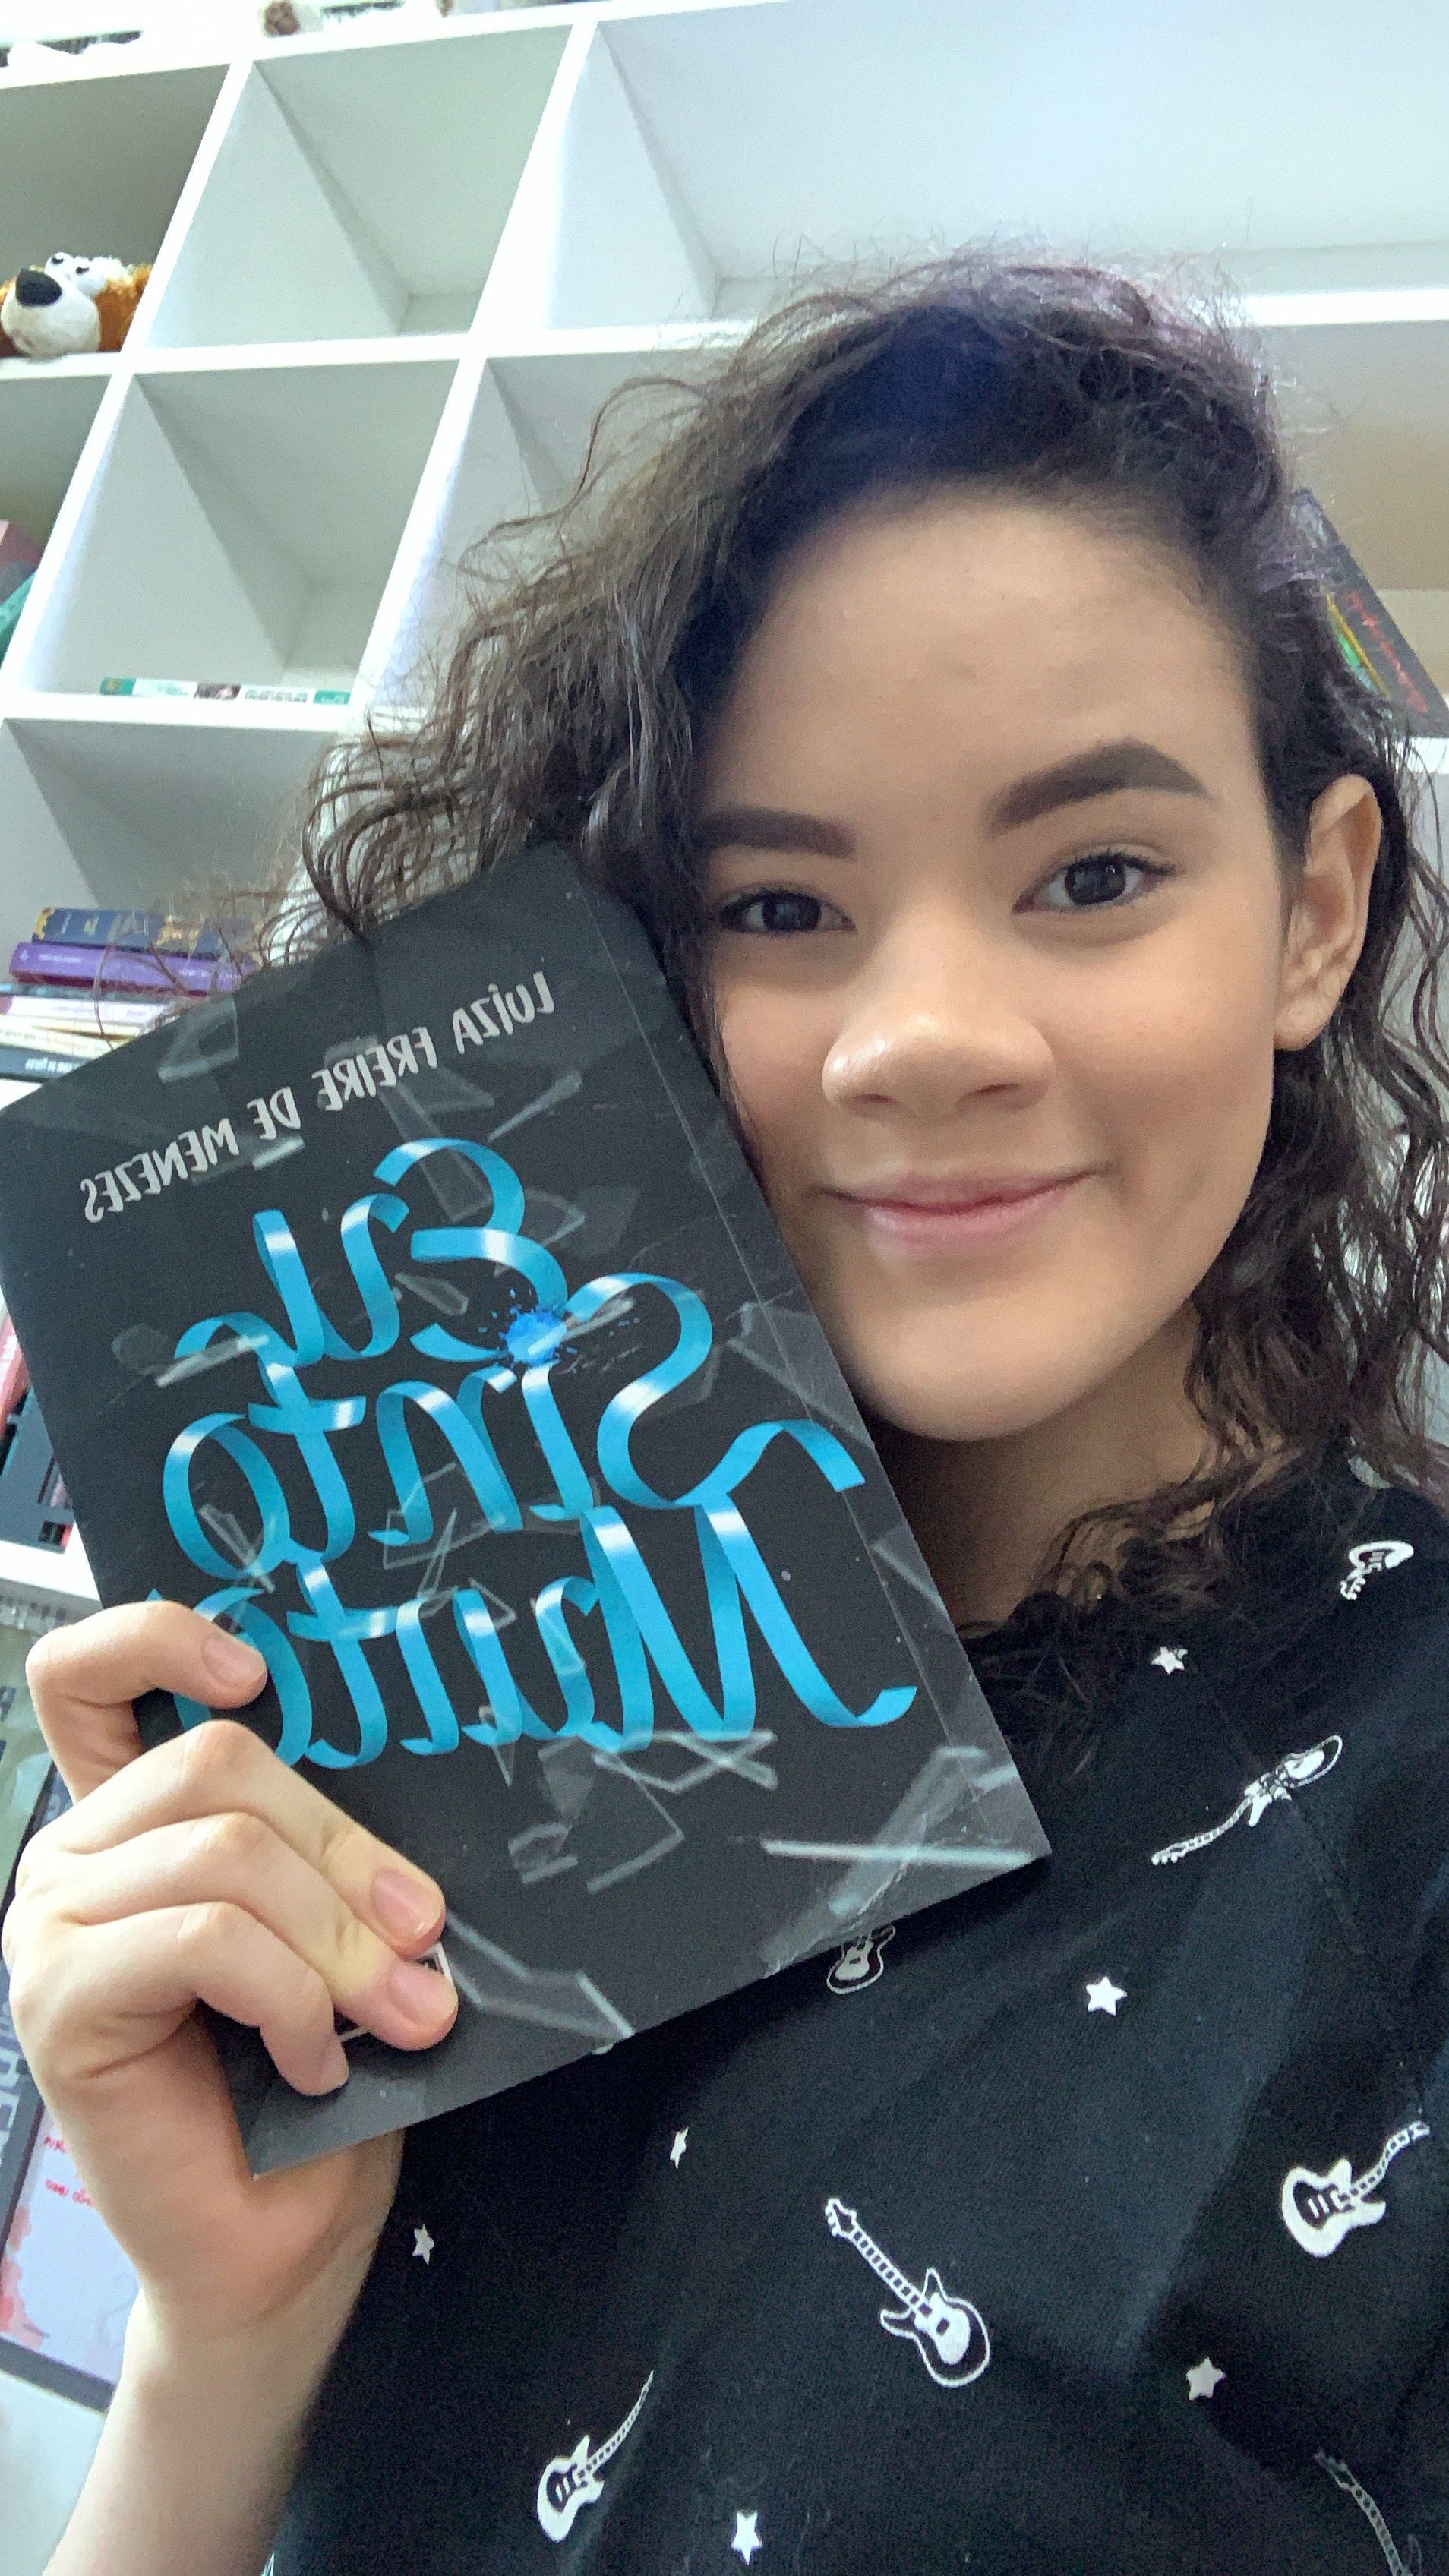 LUÍZA FREIRE DE MENEZES
Eu
Sinto
Muito